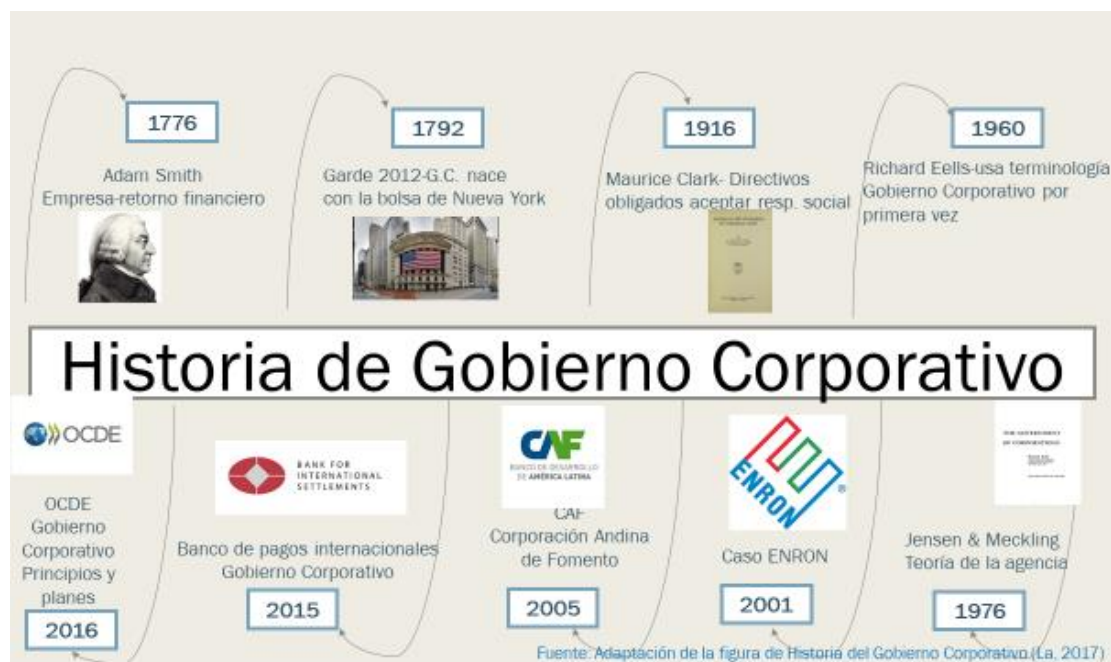 1776
Adam Smith
Empresa-retorno financiero
1792
Garde 2012-G.C. nace
con la bolsa de Nueva York
1916
Maurice Clark- Directivos
obligados aceptar resp. social
1960
Richard Eells-usa terminología
Gobierno Corporativo por
primera vez
Historia de Gobierno Corporativo
OCDE
OCDE
Gobierno
Corporativo
Principios y
planes
2016
BANK FOR
INTERNATIONAL
SETTLEMENTS
Banco de pagos internacionales
Gobierno Corporativo
2015
CAF
BANCO DE DESARROLLO
DE AMÉRICA LATINA
CAF
Corporación Andina
de Fomento
2005
ENRON
®
Caso ENRON
2001
THE GOVERNMENT
OF CORPORATIONS
Jensen & Meckling
Teoría de la agencia
1976
Fuente: Adaptación de la figura de Historia del Gobierno Corporativo (La, 2017)